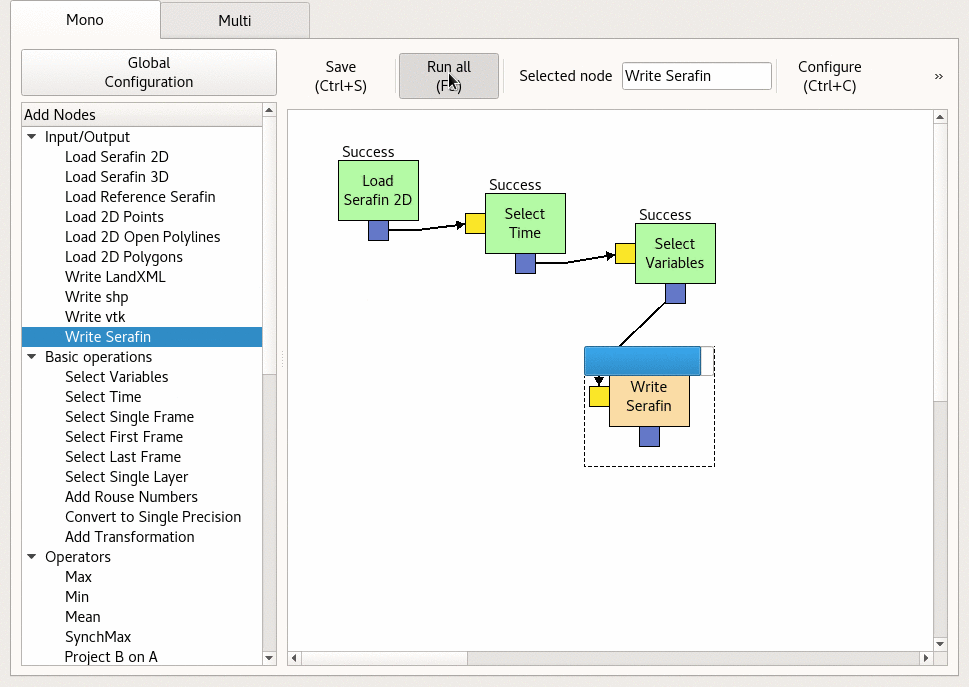 Mono
Multi
Global
Configuration
Save
(Ctrl+S)
Run all
Selected node
Write Serafin
Configure
(Ctrl+C)
»
Add Nodes
Input/Output
Load Serafin 2D
Load Serafin 3D
Load Reference Serafin
Load 2D Points
Load 2D Open Polylines
Load 2D Polygons
Write LandXML
Write shp
Write vtk
Write Serafin
Basic operations
Select Variables
Select Time
Select Single Frame
Select First Frame
Select Last Frame
Select Single Layer
Add Rouse Numbers
Convert to Single Precision
Add Transformation
Operators
Max
Min
Mean
SynchMax
Project B on A
Success
Load
Serafin 2D
Success
Select
Time
Success
Select
Variables
Write
Serafin